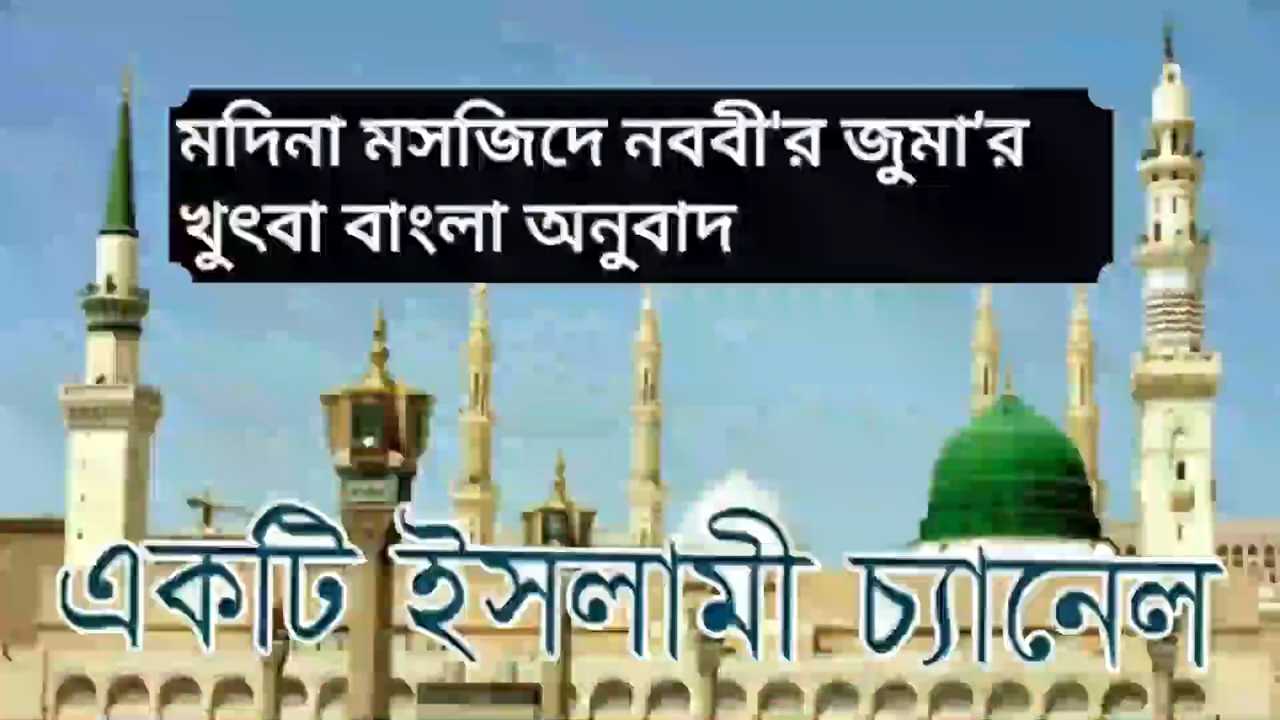 মদিনা মসজিদে নববী'র জুমা'র
খুৎবা বাংলা অনুবাদ
একটি ইসলামী চ্যানেল